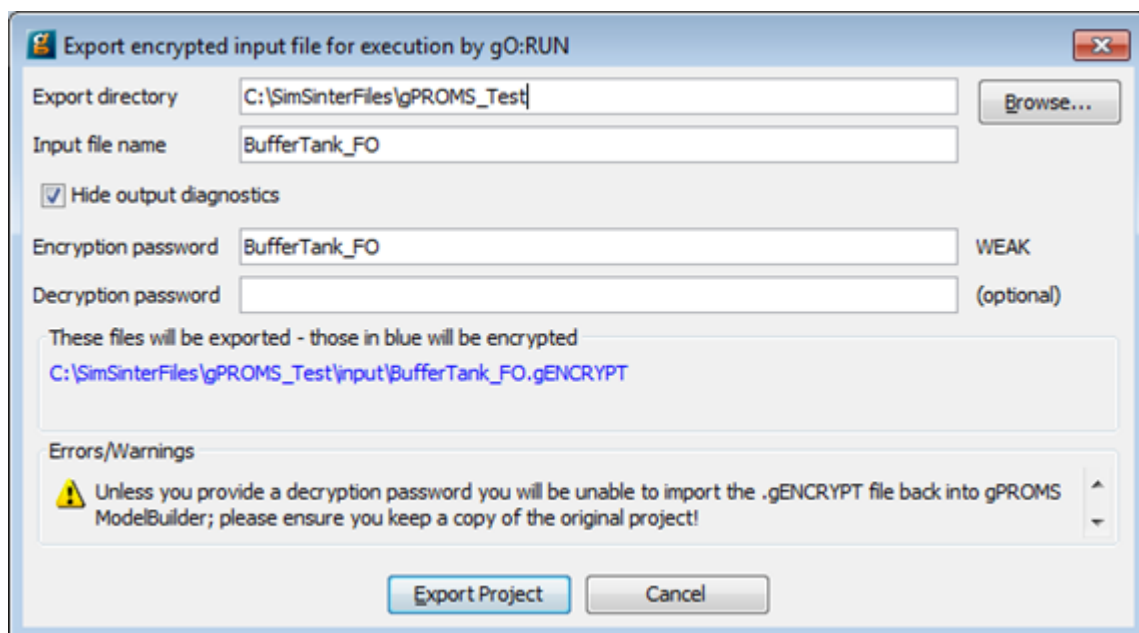 Export encrypted input file for execution by gO:RUN
Export directory C:\SimSinterFiles\gPROMS_Test Browse...
Input file name BufferTank_FO
Hide output diagnostics
Encryption password BufferTank_FO WEAK
Decryption password (optional)
These files will be exported - those in blue will be encrypted
C:\SimSinterFiles\gPROMS_Test\input\BufferTank_FO.gENCRYPT
Errors/Warnings
Unless you provide a decryption password you will be unable to import the .gENCRYPT file back into gPROMS
ModelBuilder; please ensure you keep a copy of the original project!
Export Project Cancel